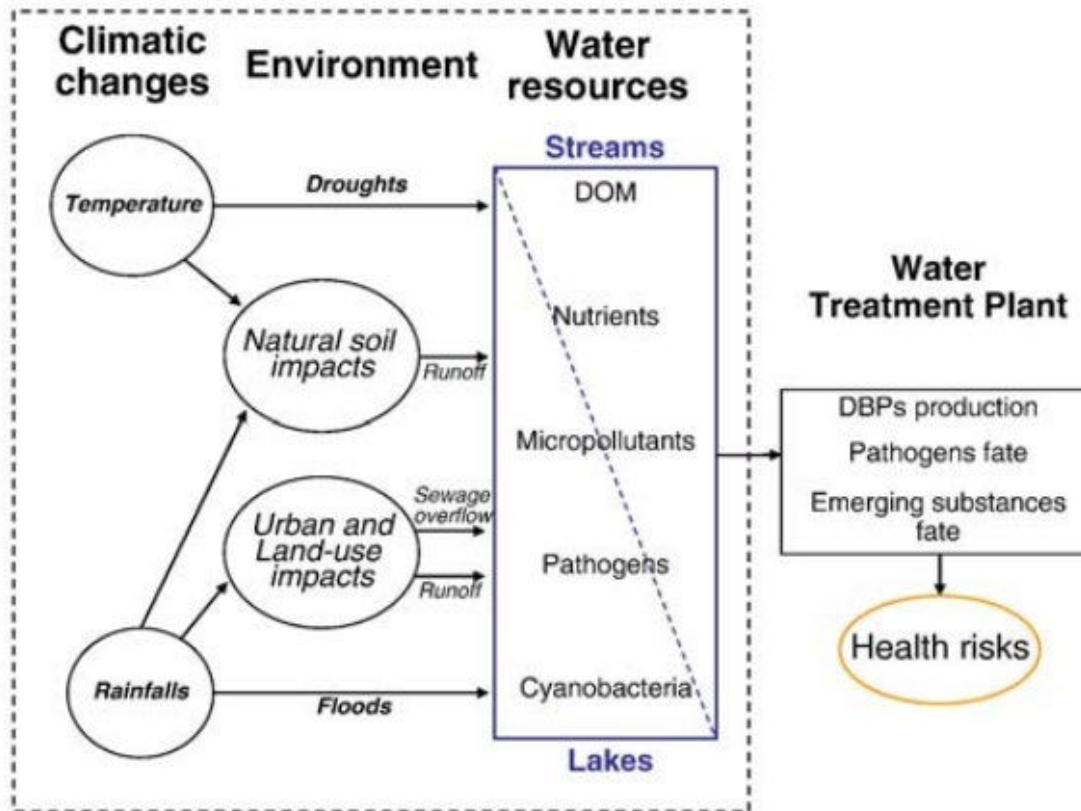 Climatic
changes
Environment
Water
resources
Streams
Temperature
Droughts
DOM
Natural soil
impacts
Runoff
Nutrients
Micropollutants
Urban and
Land-use
impacts
Sewage
overflow
Runoff
Pathogens
Rainfalls
Floods
Cyanobacteria
Lakes
Water
Treatment Plant
DBPs production
Pathogens fate
Emerging substances
fate
Health risks